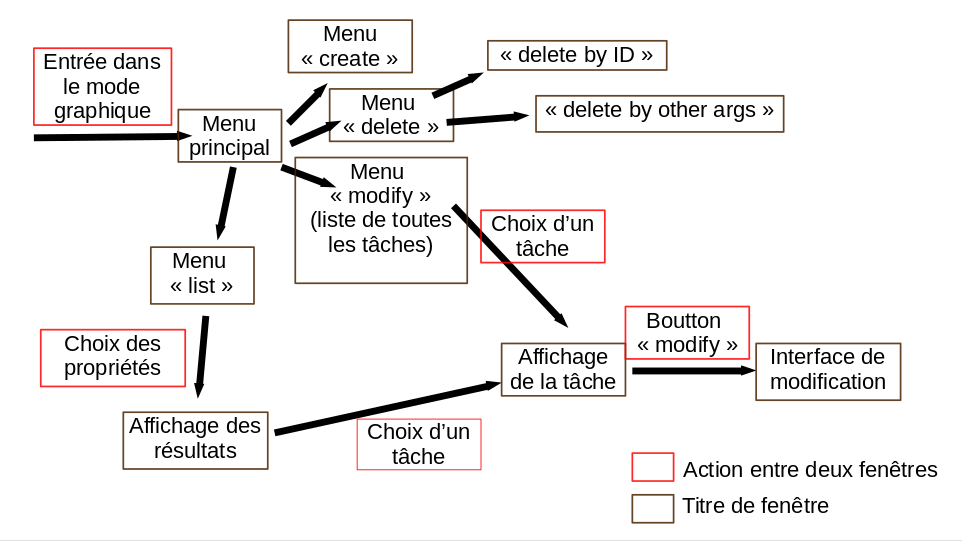 Menu
« create »
« delete by ID »
Entrée dans
le mode
graphique
Menu
« delete »
« delete by other args »
Menu
principal
Menu
« modify »
(liste de toutes
les tâches)
Choix d’un
tâche
Menu
« list »
Choix des
propriétés
Boutton
« modify »
Affichage
de la tâche
Interface de
modification
Affichage des
résultats
Choix d’un
tâche
Action entre deux fenêtres
Titre de fenêtre